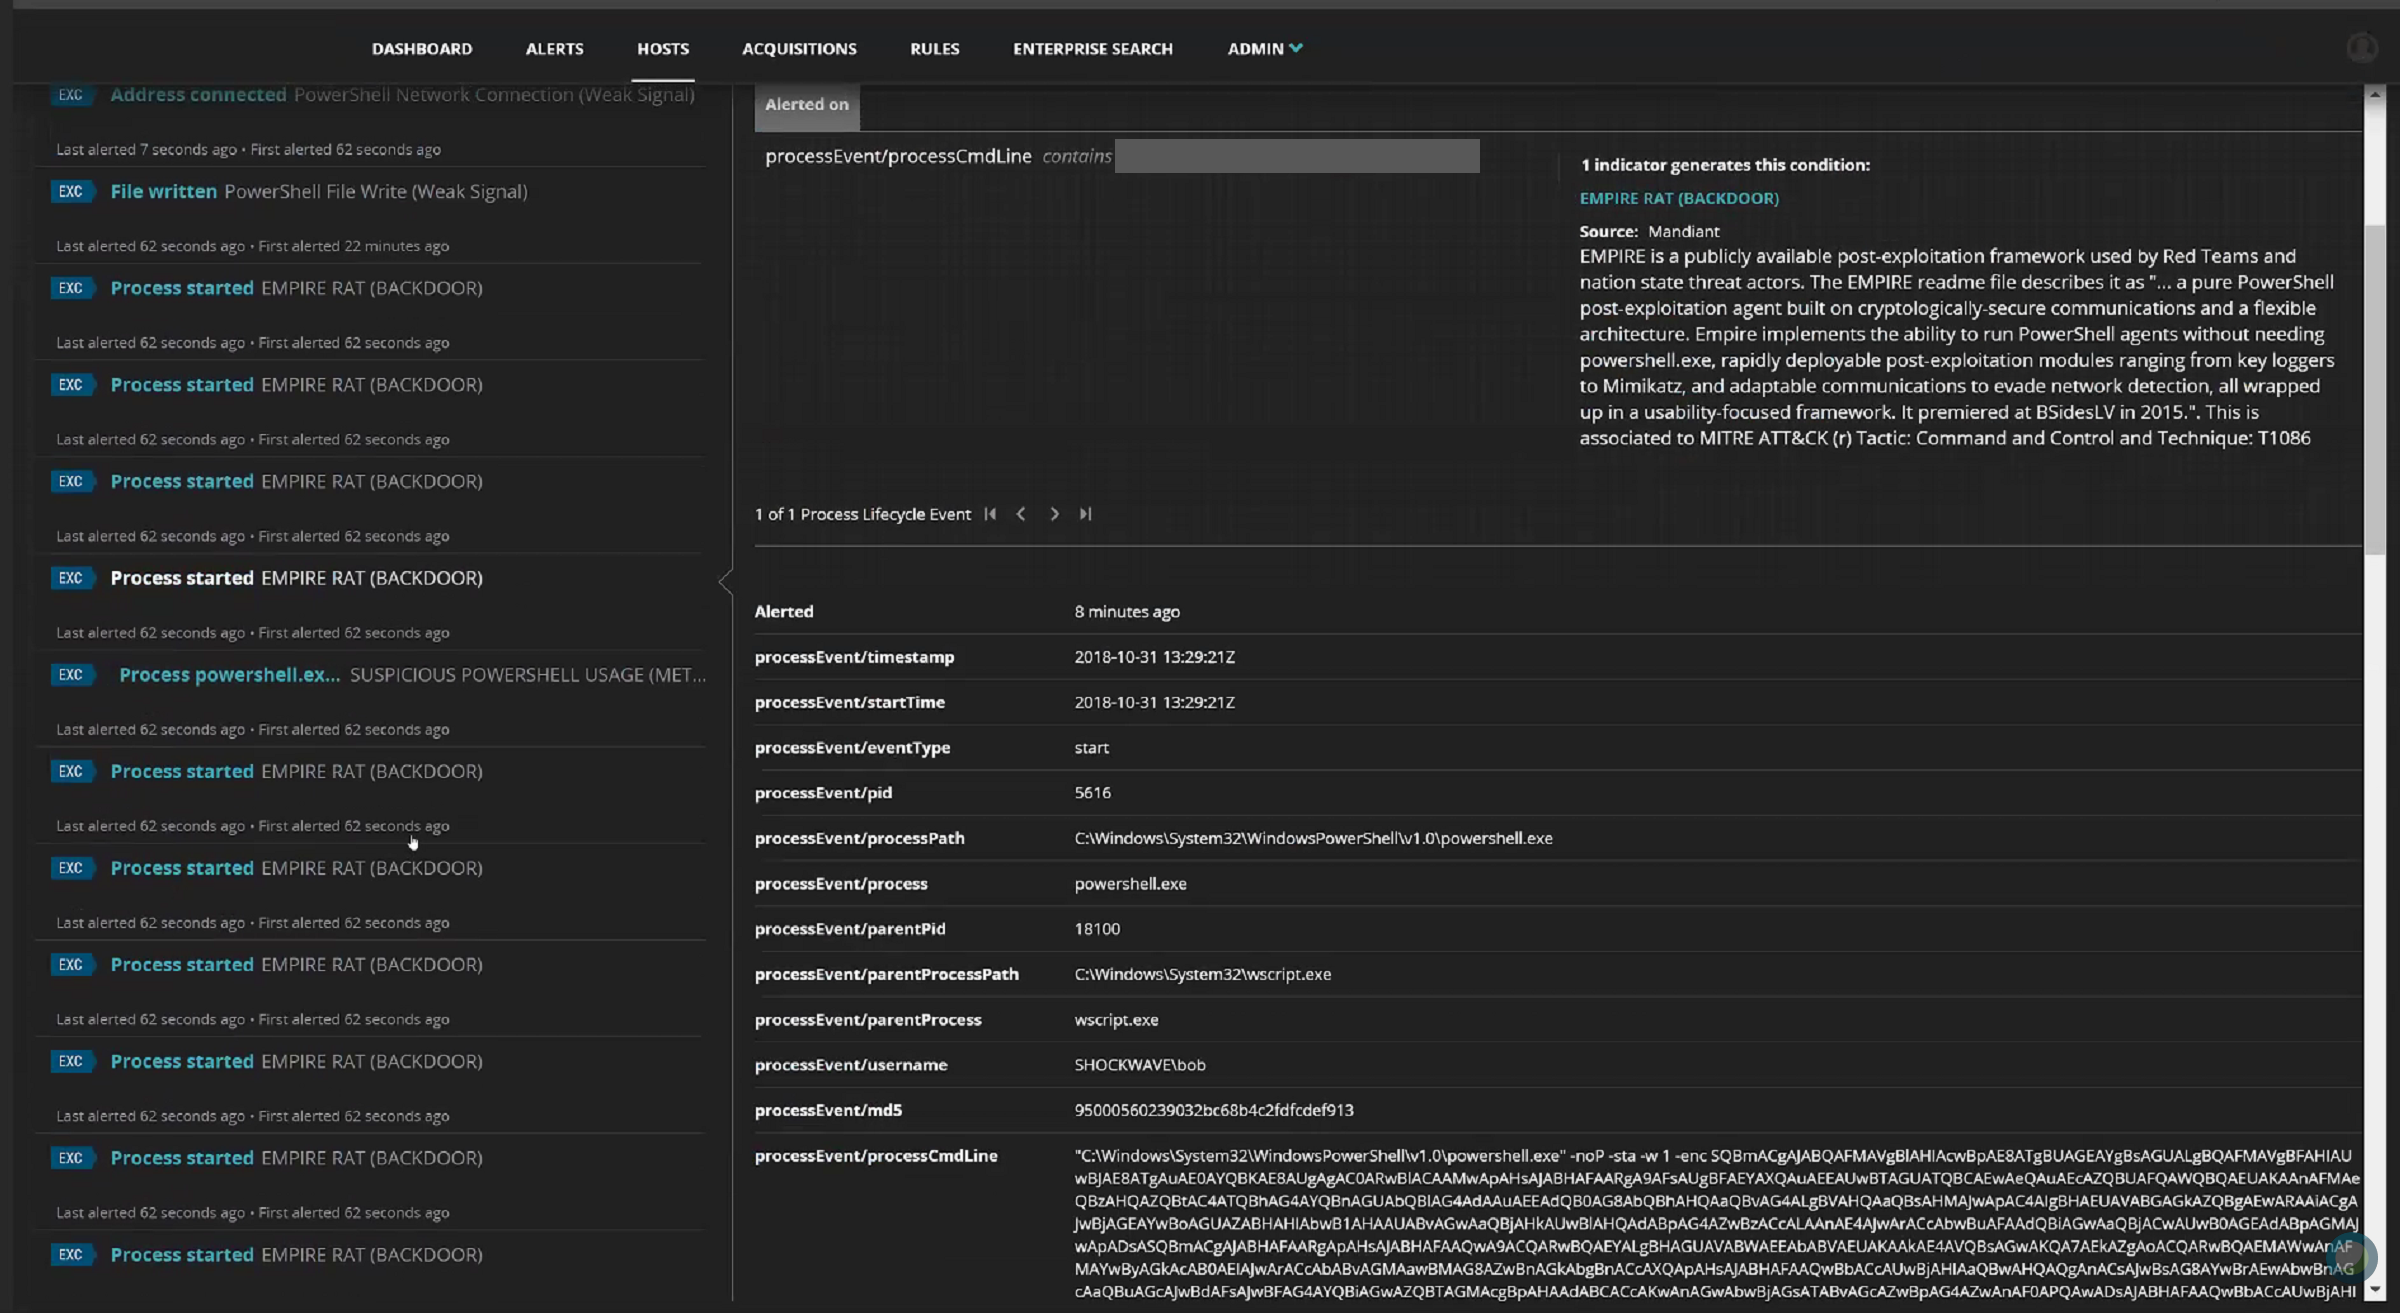 DASHBOARD ALERTS HOSTS ACQUISITIONS RULES ENTERPRISE SEARCH ADMIN
EXC Address connected PowerShell Network Connection (Weak Signal)
Last alerted 7 seconds ago • First alerted 62 seconds ago
EXC File written PowerShell File Write (Weak Signal)
Last alerted 62 seconds ago • First alerted 22 minutes ago
EXC Process started EMPIRE RAT (BACKDOOR)
Last alerted 62 seconds ago • First alerted 62 seconds ago
EXC Process started EMPIRE RAT (BACKDOOR)
Last alerted 62 seconds ago • First alerted 62 seconds ago
EXC Process started EMPIRE RAT (BACKDOOR)
Last alerted 62 seconds ago • First alerted 62 seconds ago
EXC Process started EMPIRE RAT (BACKDOOR)
Last alerted 62 seconds ago • First alerted 62 seconds ago
EXC Process powershell.ex... SUSPICIOUS POWERSHELL USAGE (MET...
Last alerted 62 seconds ago • First alerted 62 seconds ago
EXC Process started EMPIRE RAT (BACKDOOR)
Last alerted 62 seconds ago • First alerted 62 seconds ago
EXC Process started EMPIRE RAT (BACKDOOR)
Last alerted 62 seconds ago • First alerted 62 seconds ago
EXC Process started EMPIRE RAT (BACKDOOR)
Last alerted 62 seconds ago • First alerted 62 seconds ago
EXC Process started EMPIRE RAT (BACKDOOR)
Last alerted 62 seconds ago • First alerted 62 seconds ago
EXC Process started EMPIRE RAT (BACKDOOR)
Last alerted 62 seconds ago • First alerted 62 seconds ago
EXC Process started EMPIRE RAT (BACKDOOR)
Alerted on
processEvent/processCmdLine contains
1 indicator generates this condition:
EMPIRE RAT (BACKDOOR)
Source: Mandiant
EMPIRE is a publicly available post-exploitation framework used by Red Teams and
nation state threat actors. The EMPIRE readme file describes it as "... a pure PowerShell
post-exploitation agent built on cryptologically-secure communications and a flexible
architecture. Empire implements the ability to run PowerShell agents without needing
powershell.exe, rapidly deployable post-exploitation modules ranging from key loggers
to Mimikatz, and adaptable communications to evade network detection, all wrapped
up in a usability-focused framework. It premiered at BSidesLV in 2015.". This is
associated to MITRE ATT&CK (r) Tactic: Command and Control and Technique: T1086
1 of 1 Process Lifecycle Event
Alerted 8 minutes ago
processEvent/timestamp 2018-10-31 13:29:21Z
processEvent/startTime 2018-10-31 13:29:21Z
processEvent/eventType start
processEvent/pid 5616
processEvent/processPath C:\Windows\System32\WindowsPowerShell\v1.0\powershell.exe
processEvent/process powershell.exe
processEvent/parentPid 18100
processEvent/parentProcessPath C:\Windows\System32\wscript.exe
processEvent/parentProcess wscript.exe
processEvent/username SHOCKWAVE\bob
processEvent/md5 95000560239032bc68b4c2fdfcdef913
processEvent/processCmdLine "C:\Windows\System32\WindowsPowerShell\v1.0\powershell.exe" -noP -sta -w 1 -enc